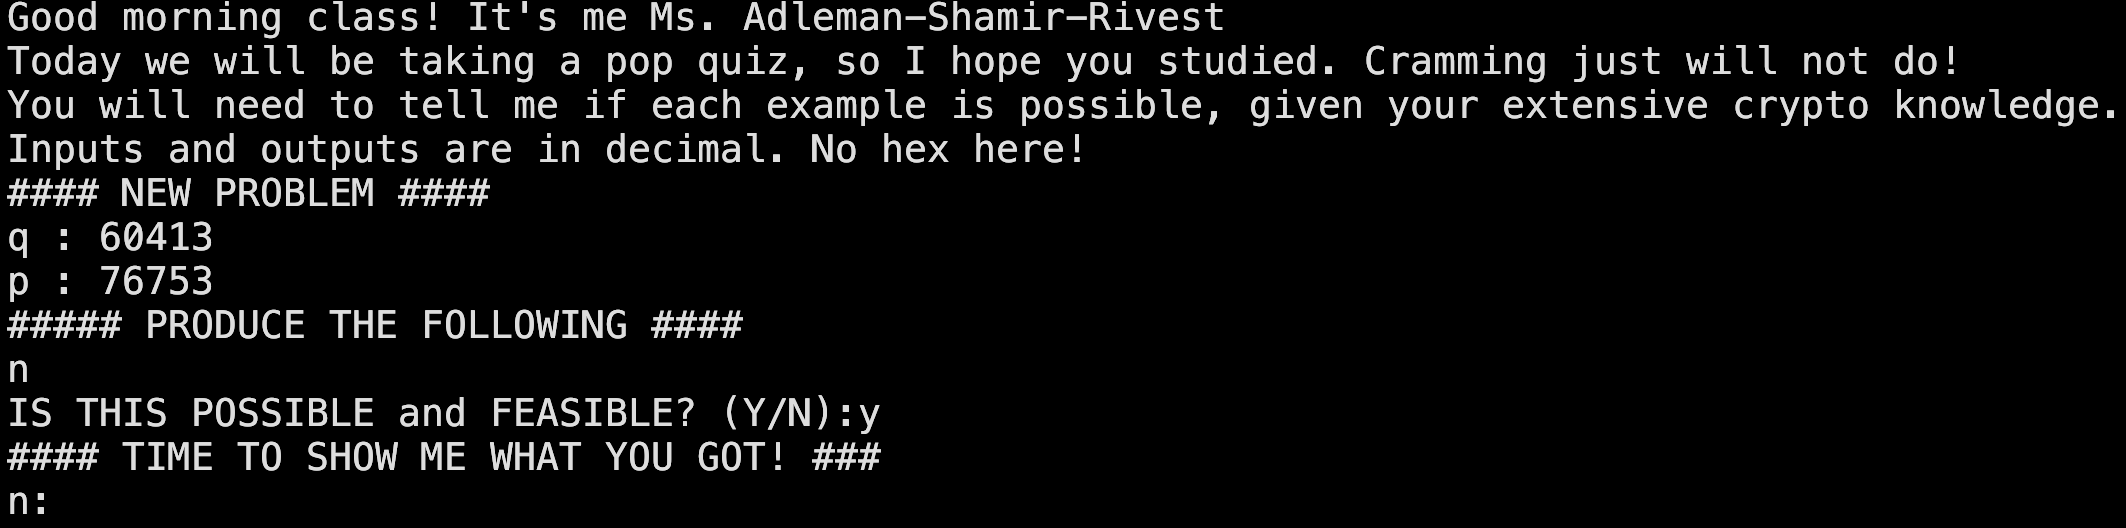 Good morning class! It's me Ms. Adleman-Shamir-Rivest
Today we will be taking a pop quiz, so I hope you studied. Cramming just will not do!
You will need to tell me if each example is possible, given your extensive crypto knowledge.
Inputs and outputs are in decimal. No hex here!
#### NEW PROBLEM ####
q : 60413
p : 76753
##### PRODUCE THE FOLLOWING ####
n
IS THIS POSSIBLE and FEASIBLE? (Y/N):y
#### TIME TO SHOW ME WHAT YOU GOT! ###
n: